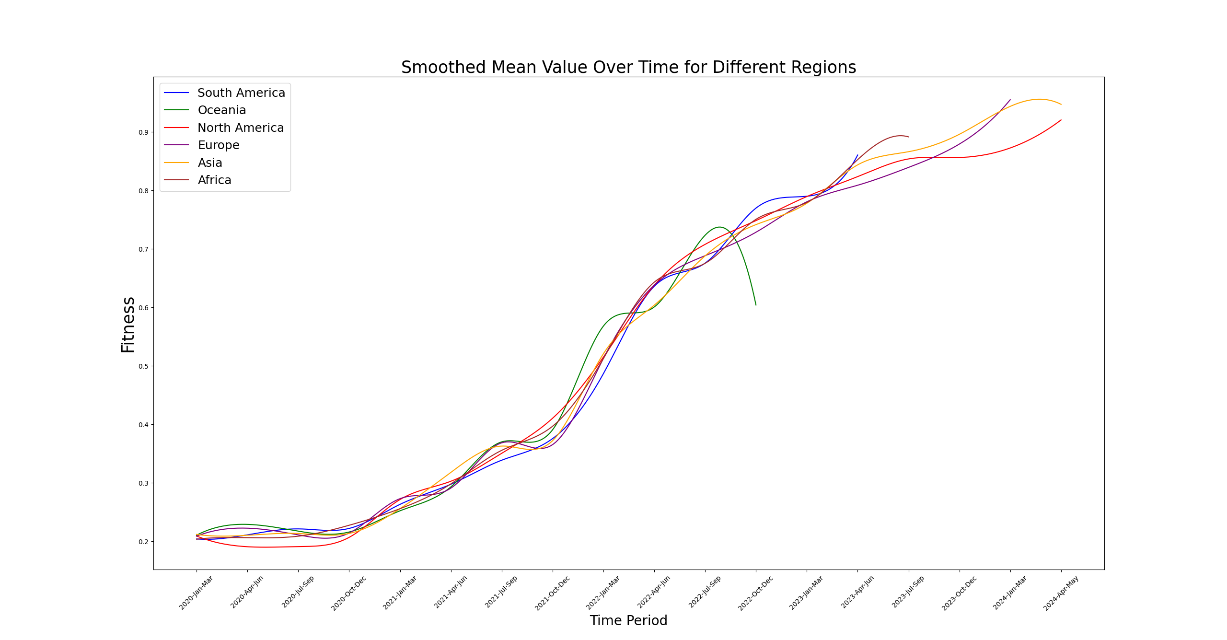 Smoothed Mean Value Over Time for Different Regions
South America
Oceania
North America
Europe
Asia
Africa
Fitness
0.9
0.8
0.7
0.6
0.5
0.4
0.3
0.2
2020-Jan-Mar
2020-Apr-Jun
2020-Jul-Sep
2020-Oct-Dec
2021-Jan-Mar
2021-Apr-Jun
2021-Jul-Sep
2021-Oct-Dec
2022-Jan-Mar
2022-Apr-Jun
2022-Jul-Sep
2022-Oct-Dec
2023-Jan-Mar
2023-Apr-Jun
2023-Jul-Sep
2023-Oct-Dec
2024-Jan-Mar
2024-Apr-May
Time Period